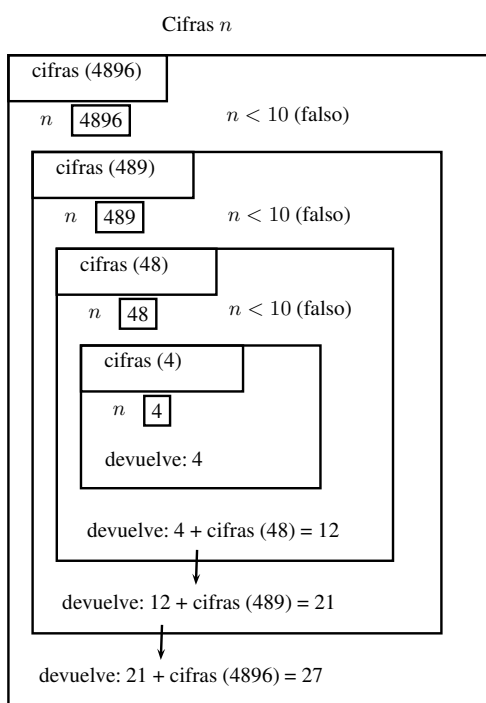 Cifras n
cifras (4896)
n 4896 n < 10 (falso)
cifras (489)
n 489 n < 10 (falso)
cifras (48)
n 48 n < 10 (falso)
cifras (4)
n 4
devuelve: 4
devuelve: 4 + cifras (48) = 12
devuelve: 12 + cifras (489) = 21
devuelve: 21 + cifras (4896) = 27